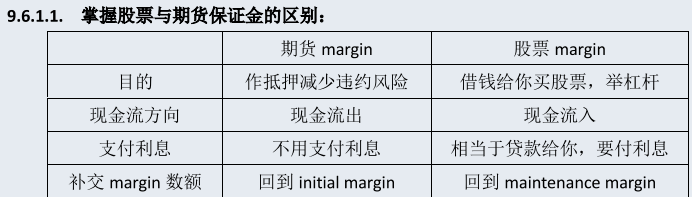 9.6.1.1. 掌握股票与期货保证金的区别：
期货 margin 股票 margin
目的 作抵押减少违约风险 借钱给你买股票，举杠杆
现金流方向 现金流出 现金流入
支付利息 不用支付利息 相当于贷款给你，要付利息
补交 margin 数额 回到 initial margin 回到 maintenance margin